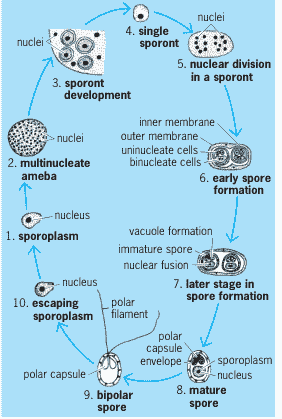 nuclei
4. single
sporont
nuclei
5. nuclear division
in a sporont
3. sporont
development
inner membrane
outer membrane
uninucleate cells
binucleate cells
6. early spore
formation
nuclei
2. multinucleate
ameba
nucleus
1. sporoplasm
vacuole formation
immature spore
nuclear fusion
7. later stage in
spore formation
nucleus
10. escaping
sporoplasm
polar
filament
polar
capsule
envelope
sporoplasm
nucleus
8. mature
spore
polar capsule
9. bipolar
spore